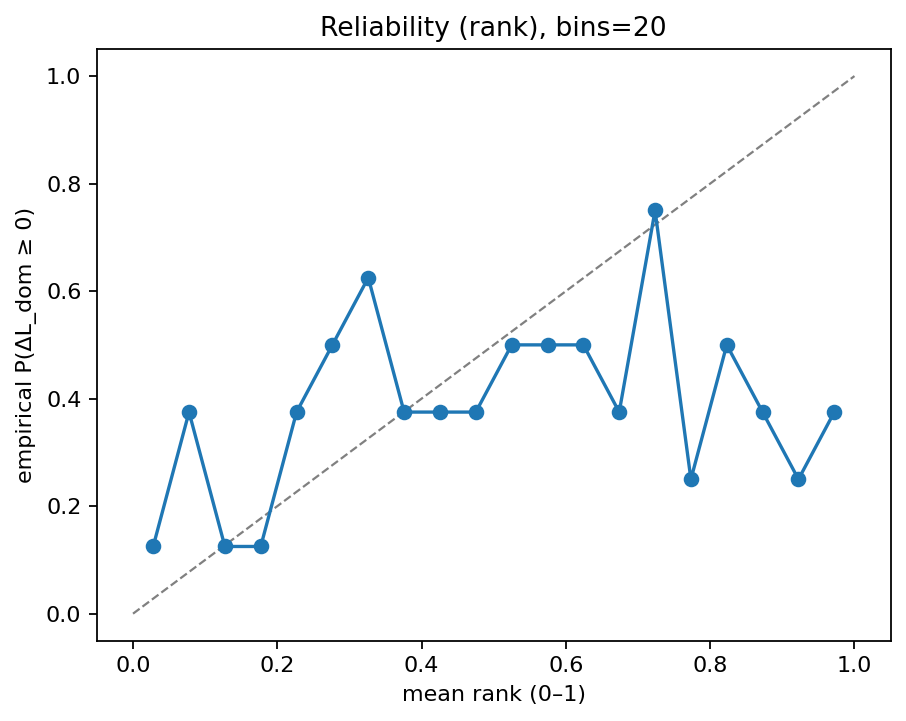 Reliability (rank), bins=20
empirical P(ΔL_dom ≥ 0)
1.0
0.8
0.6
0.4
0.2
0.0
0.0 0.2 0.4 0.6 0.8 1.0
mean rank (0–1)